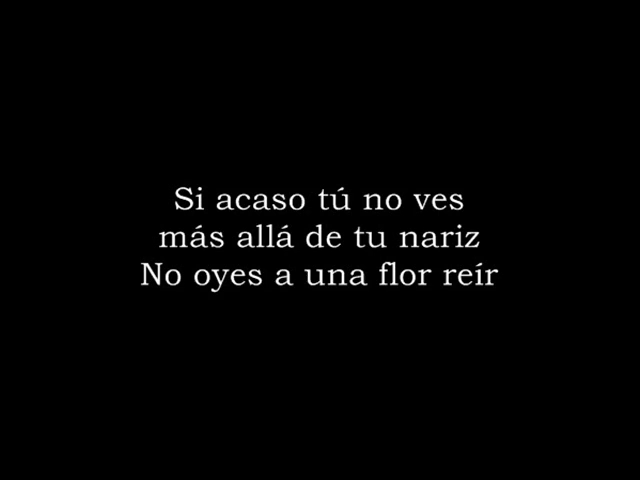 Si acaso tú no ves
más allá de tu nariz
No oyes a una flor reír